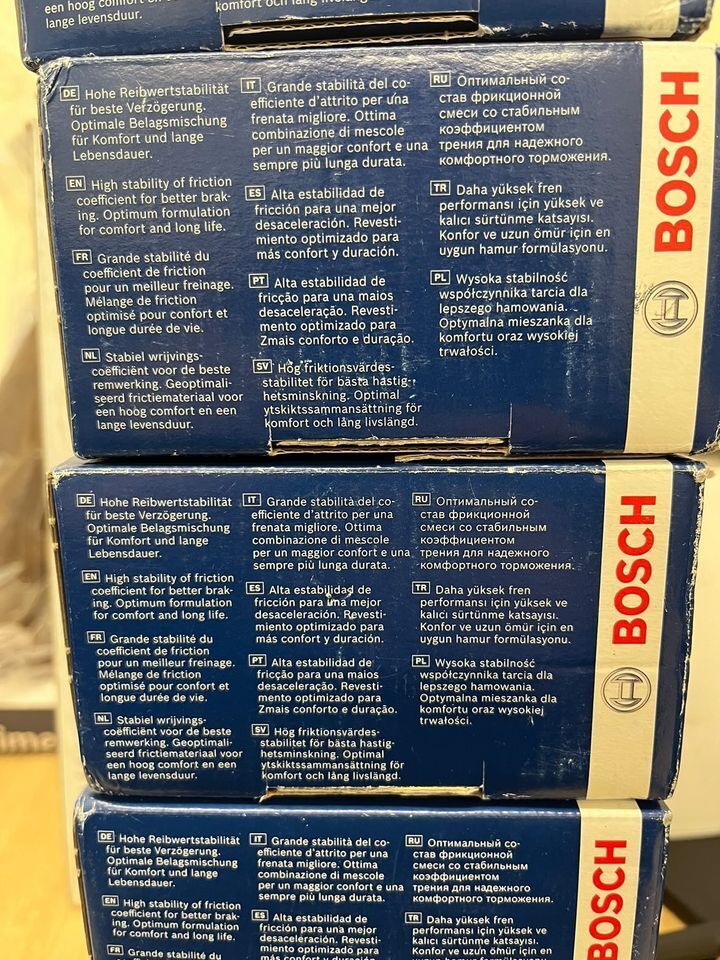 een hoog comfort en een
lange levensduur.
komfort och lång livslängd.
DE Hohe Reibwertstabilität
für beste Verzögerung.
Optimale Belagsmischung
für Komfort und lange
Lebensdauer.
EN High stability of friction
coefficient for better brak-
ing. Optimum formulation
for comfort and long life.
FR Grande stabilité du
coefficient de friction
pour un meilleur freinage.
Mélange de friction
optimisé pour confort et
longue durée de vie.
NL Stabiel wrijvings-
coëfficiënt voor de beste
remwerking. Geoptimali-
seerd frictiemateriaal voor
een hoog comfort en een
lange levensduur.
IT Grande stabilità del co-
efficiente d'attrito per una
frenata migliore. Ottima
combinazione di mescole
per un maggior confort e una
sempre più lunga durata.
ES Alta estabilidad de
fricción para una mejor
desaceleración. Revesti-
miento optimizado para
más confort y duración.
PT Alta estabilidad de
fricção para una maios
desaceleração. Revesti-
mento optimizado para
Zmais conforto e duração.
SV Hög friktionsvärdes-
stabilitet för bästa hastig-
hetsminskning. Optimal
ytskiktssammansättning för
komfort och lång livslängd.
RU Оптимальный со-
став фрикционной
смеси со стабильным
коэффициентом
трения для надежного
комфортного торможения.
TR Daha yüksek fren
performansı için yüksek ve
kalıcı sürtünme katsayısı.
Konfor ve uzun ömür için en
uygun hamur formülasyonu.
PL Wysoka stabilność
współczynnika tarcia dla
lepszego hamowania.
Optymalna mieszanka dla
komfortu oraz wysokiej
trwałości.
BOSCH
DE Hohe Reibwertstabilität
für beste Verzögerung.
Optimale Belagsmischung
für Komfort und lange
Lebensdauer.
EN High stability of friction
coefficient for better brak-
ing. Optimum formulation
for comfort and long life.
FR Grande stabilité du
coefficient de friction
pour un meilleur freinage.
Mélange de friction
optimisé pour confort et
longue durée de vie.
NL Stabiel wrijvings-
coëfficiënt voor de beste
remwerking. Geoptimali-
seerd frictiemateriaal voor
een hoog comfort en een
lange levensduur.
IT Grande stabilità del co-
efficiente d'attrito per una
frenata migliore. Ottima
combinazione di mescole
per un maggior confort e una
sempre più lunga durata.
ES Alta estabilidad de
fricción para una mejor
desaceleración. Revesti-
miento optimizado para
más confort y duración.
PT Alta estabilidad de
fricção para una maios
desaceleração. Revesti-
mento optimizado para
Zmais conforto e duração.
SV Hög friktionsvärdes-
stabilitet för bästa hastig-
hetsminskning. Optimal
ytskiktssammansättning för
komfort och lång livslängd.
RU Оптимальный со-
став фрикционной
смеси со стабильным
коэффициентом
трения для надежного
комфортного торможения.
TR Daha yüksek fren
performansı için yüksek ve
kalıcı sürtünme katsayısı.
Konfor ve uzun ömür için en
uygun hamur formülasyonu.
PL Wysoka stabilność
współczynnika tarcia dla
lepszego hamowania.
Optymalna mieszanka dla
komfortu oraz wysokiej
trwałości.
BOSCH
DE Hohe Reibwertstabilität
für beste Verzögerung.
Optimale Belagsmischung
für Komfort und lange
Lebensdauer.
EN High stability of friction
coefficient for better brak-
ing. Optimum formulation
for comfort and long life.
FR Grande stabilité du
IT Grande stabilità del co-
efficiente d'attrito per una
frenata migliore. Ottima
combinazione di mescole
per un maggior confort e una
sempre più lunga durata.
ES Alta estabilidad de
fricción para una mejor
desaceleración. Revesti-
miento optimizado para
RU Оптимальный со-
став фрикционной
смеси со стабильным
коэффициентом
трения для надежного
комфортного торможения.
TR Daha yüksek fren
performansı için yüksek ve
kalıcı sürtünme katsayısı.
Konfor ve uzun ömür için en
uygun hamur formülasyonu.
BOSCH